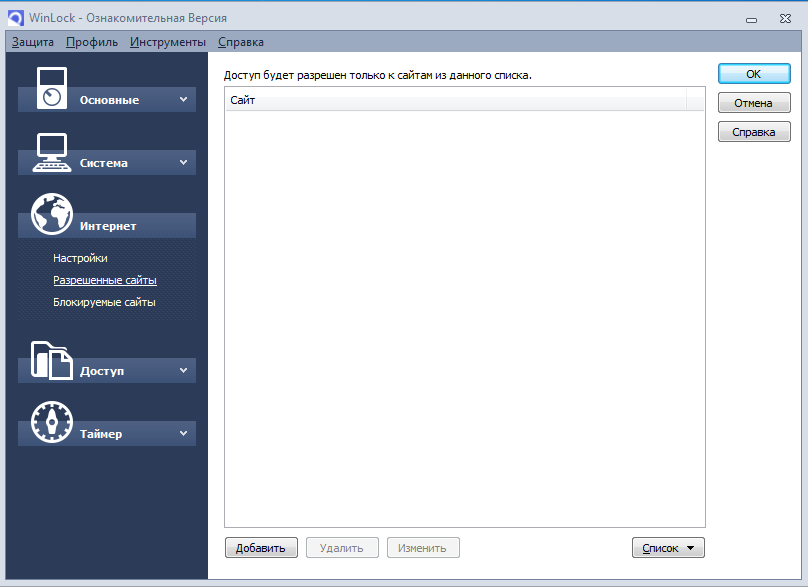 WinLock - Ознакомительная Версия
Защита Профиль Инструменты Справка
Основные
Система
Интернет
Настройки
Разрешенные сайты
Блокируемые сайты
Доступ
Таймер
Доступ будет разрешен только к сайтам из данного списка.
Сайт
Добавить Удалить Изменить Список
OK
Отмена
Справка